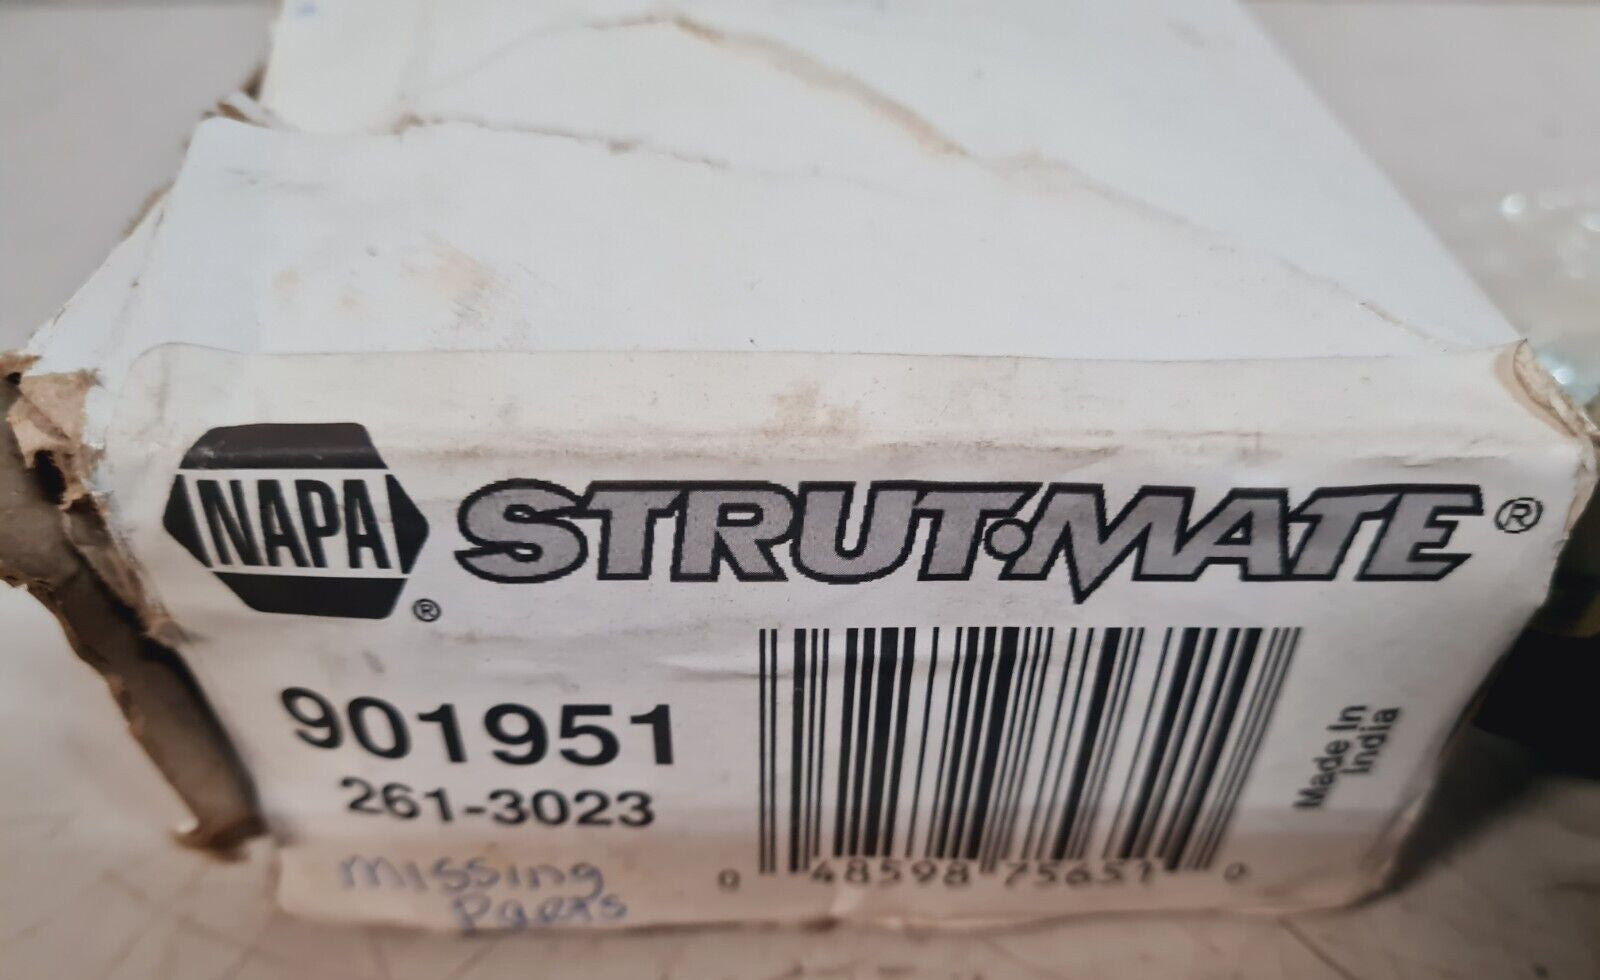 NAPA ®
STRUT·MATE ®
901951
261-3023
Missing
Parts
0 48598 75651 0
Made In
India